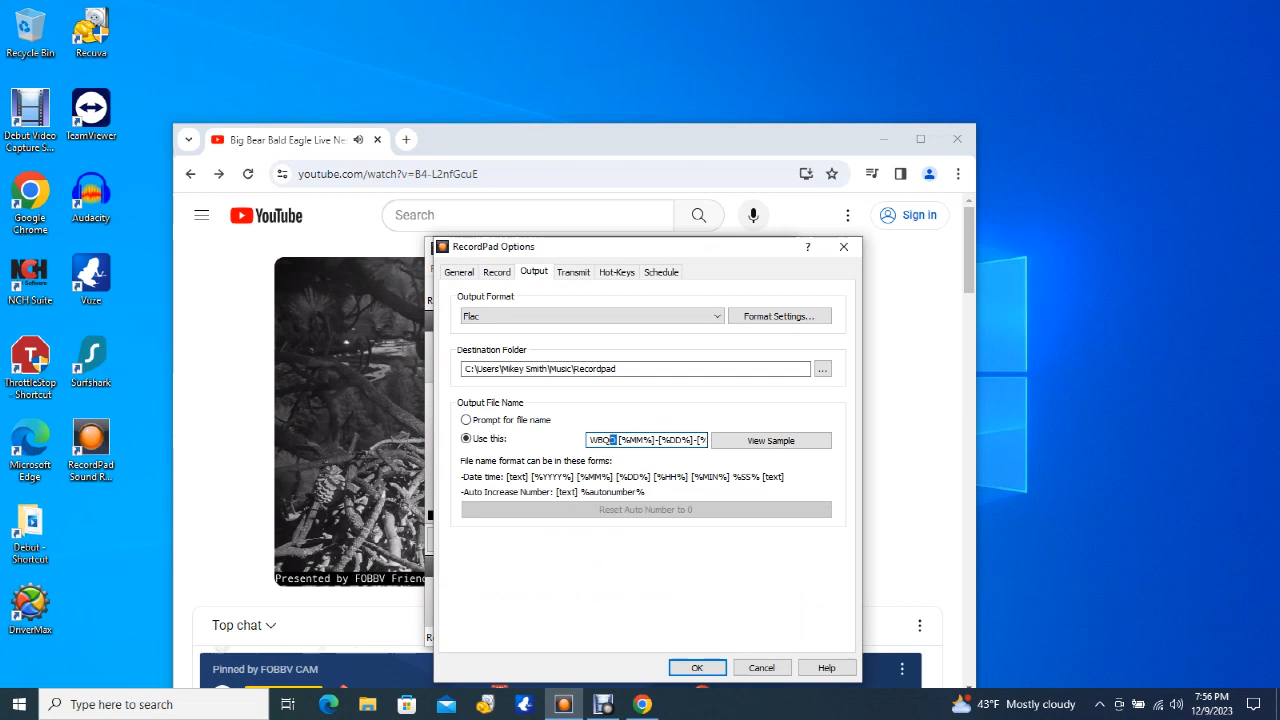 Recycle Bin
Recuva
Debut Video
Capture S...
TeamViewer
Google
Chrome
Audacity
NCH Suite
Vuze
ThrottleStop
- Shortcut
Surfshark
Microsoft
Edge
RecordPad
Sound R...
Debut -
Shortcut
DriverMax
Big Bear Bald Eagle Live Ne
youtube.com/watch?v=B4-L2nfGcuE
YouTube
Search
Sign in
Presented by FOBBV Frien
Top chat
Pinned by FOBBV CAM
RecordPad Options
?
General
Record
Output
Transmit
Hot-Keys
Schedule
Output Format
Flac
Format Settings...
Destination Folder
C:\Users\Mikey Smith\Music\Recordpad
...
Output File Name
Prompt for file name
Use this:
[%MM%]-[%DD%]-[%
View Sample
File name format can be in these forms:
-Date time: [text] [%YYYY%] [%MM%] [%DD%] [%HH%] [%MIN%] %SS% [text]
-Auto Increase Number: [text] %autonumber%
Reset Auto Number to 0
OK
Cancel
Help
Type here to search
43°F Mostly cloudy
7:56 PM
12/9/2023